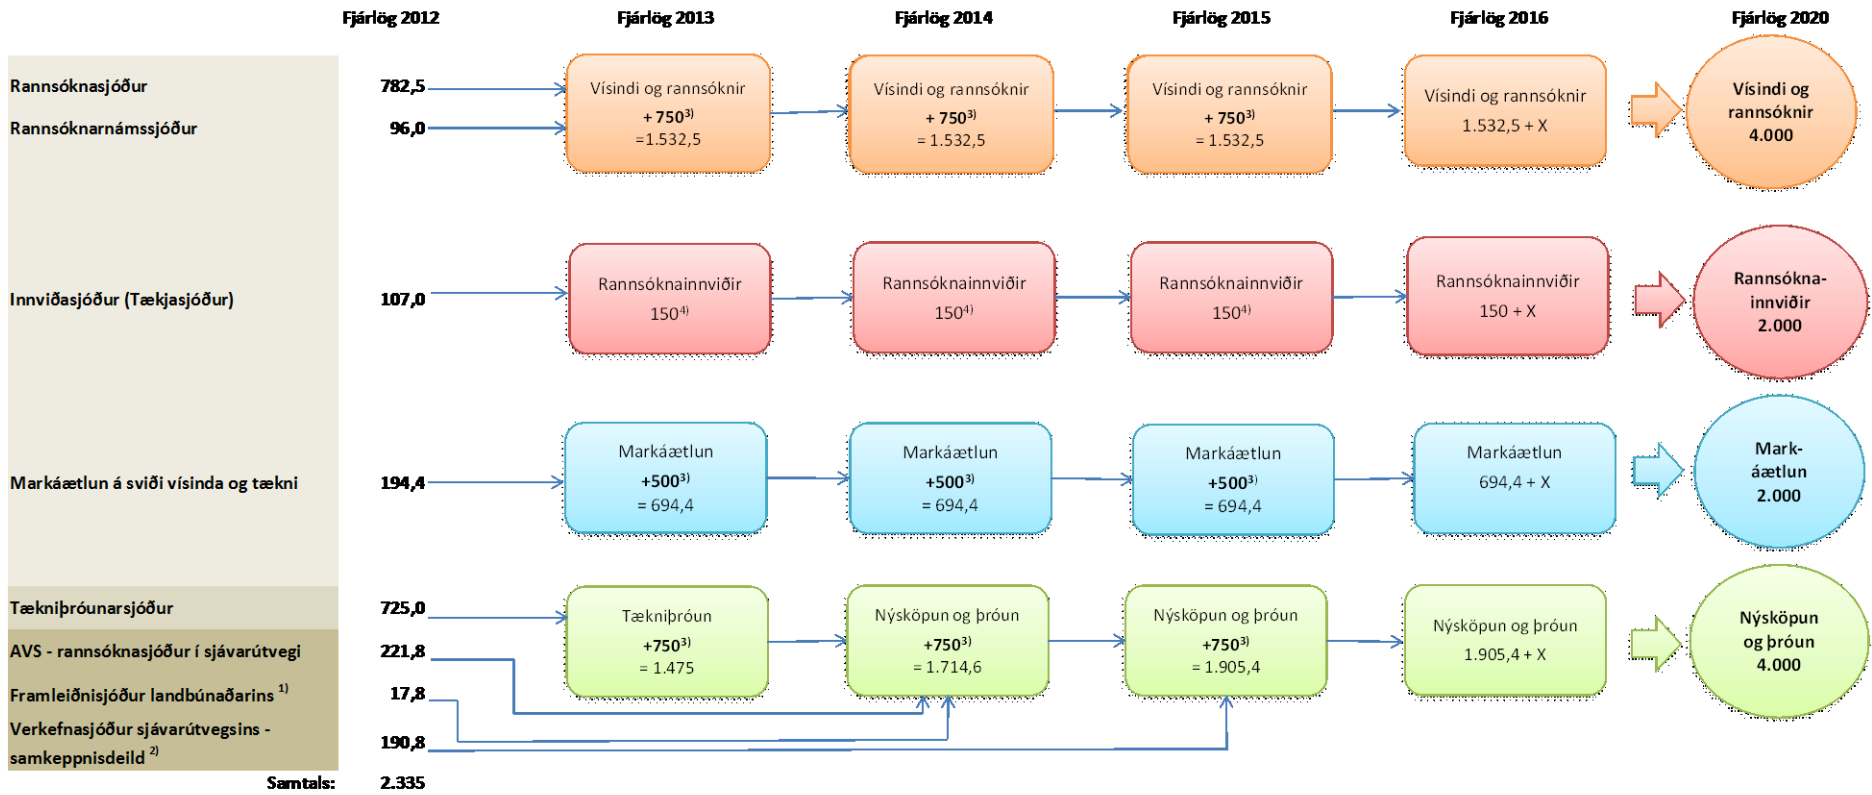 Fjárlög 2012 Fjárlög 2013 Fjárlög 2014 Fjárlög 2015 Fjárlög 2016 Fjárlög 2020
Rannsóknasjóður 782,5
Rannsóknarnámssjóður 96,0
Vísindi og rannsóknir
+ 750³⁾
=1.532,5
Vísindi og rannsóknir
+ 750³⁾
= 1.532,5
Vísindi og rannsóknir
+ 750³⁾
= 1.532,5
Vísindi og rannsóknir
1.532,5 + X
Vísindi og
rannsóknir
4.000
Innviðasjóður (Tækjasjóður) 107,0
Rannsóknainnviðir
150⁴⁾
Rannsóknainnviðir
150⁴⁾
Rannsóknainnviðir
150⁴⁾
Rannsóknainnviðir
150 + X
Rannsókna-
innviðir
2.000
Markáætlun á sviði vísinda og tækni 194,4
Markáætlun
+500³⁾
= 694,4
Markáætlun
+500³⁾
= 694,4
Markáætlun
+500³⁾
= 694,4
Markáætlun
694,4 + X
Mark-
áætlun
2.000
Tækniþróunarsjóður 725,0
AVS - rannsóknasjóður í sjávarútvegi 221,8
Framleiðnisjóður landbúnaðarins ¹⁾ 17,8
Verkefnasjóður sjávarútvegsins -
samkeppnisdeild ²⁾ 190,8
Tækniþróun
+750³⁾
= 1.475
Nýsköpun og þróun
+750³⁾
= 1.714,6
Nýsköpun og þróun
+750³⁾
= 1.905,4
Nýsköpun og þróun
1.905,4 + X
Nýsköpun
og þróun
4.000
Samtals: 2.335